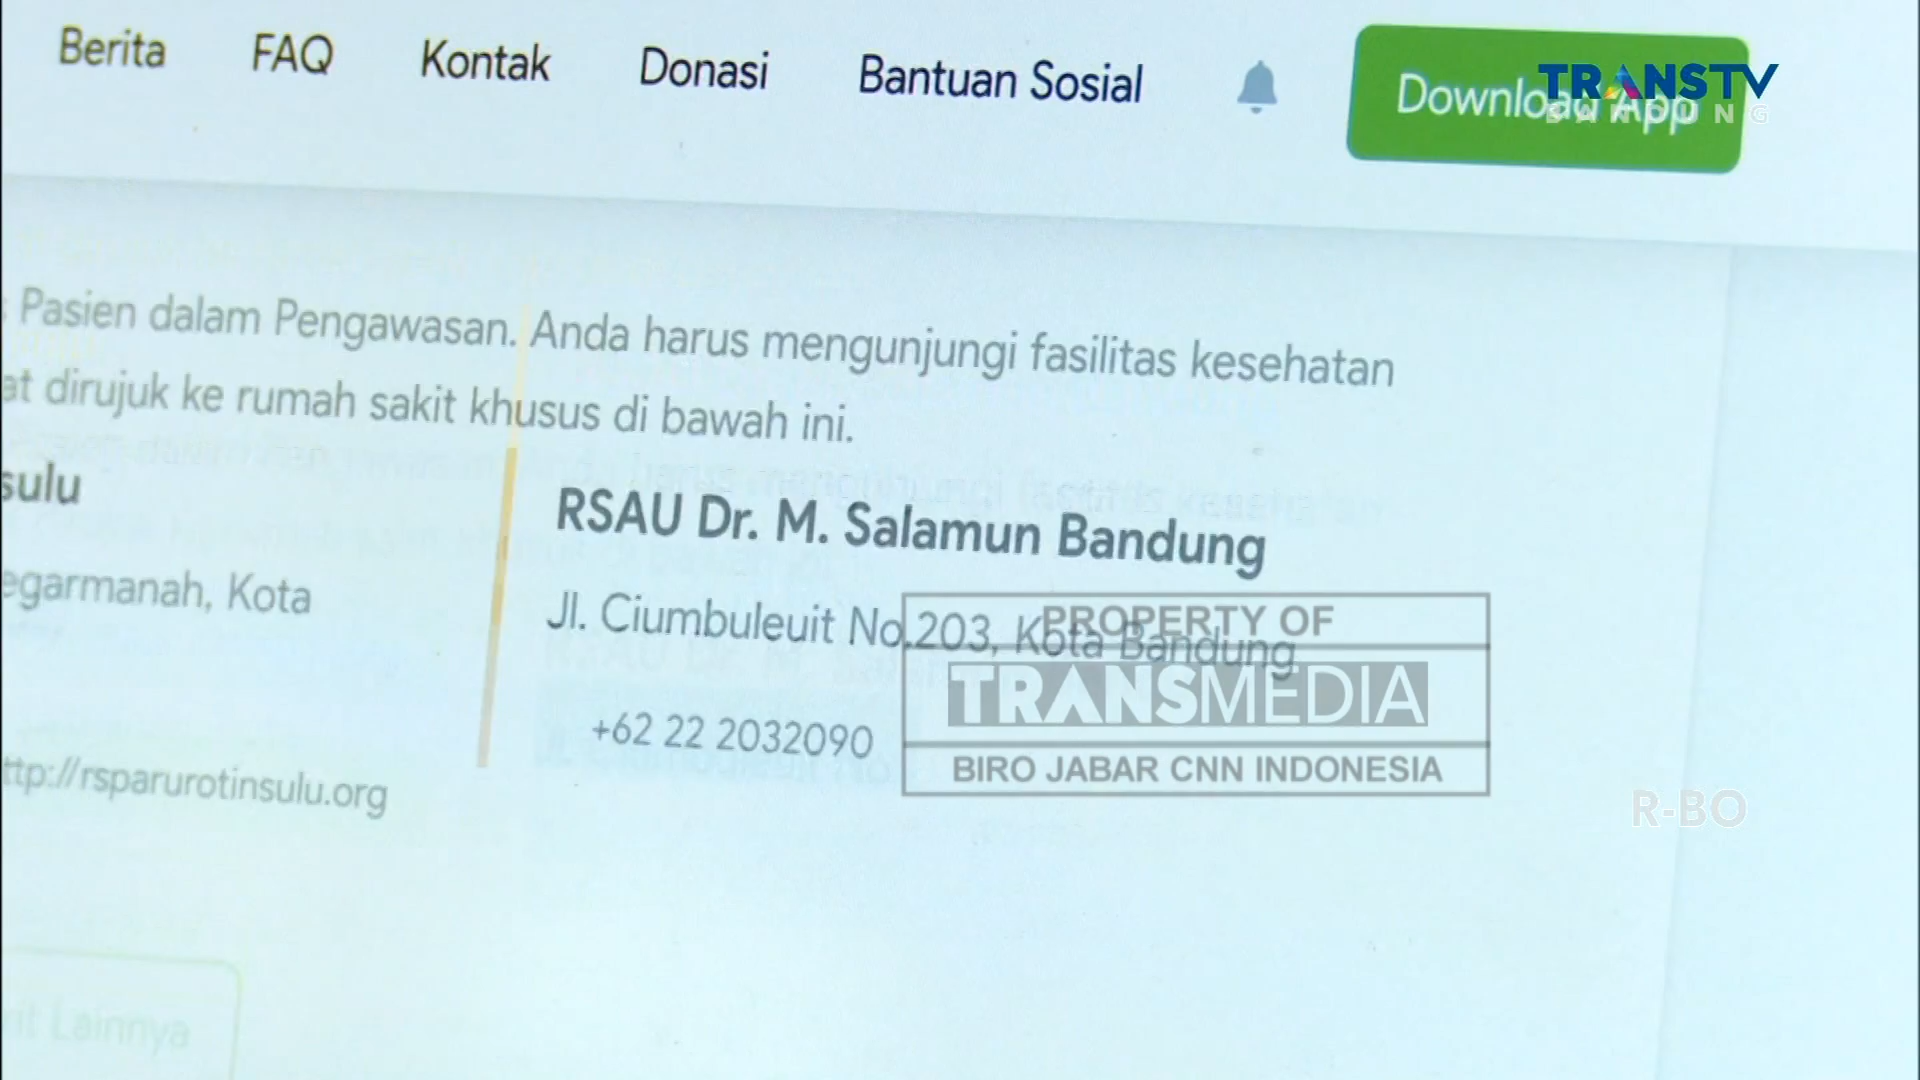 Berita FAQ Kontak Donasi Bantuan Sosial Download App
TRANSTV
BANDUNG
Pasien dalam Pengawasan. Anda harus mengunjungi fasilitas kesehatan
at dirujuk ke rumah sakit khusus di bawah ini.
sulu
egarmanah, Kota
ttp://rsparurotinsulu.org
RSAU Dr. M. Salamun Bandung
Jl. Ciumbuleuit No.203, Kota Bandung
+62 22 2032090
PROPERTY OF
TRANSMEDIA
BIRO JABAR CNN INDONESIA
R-BO
Lainnya